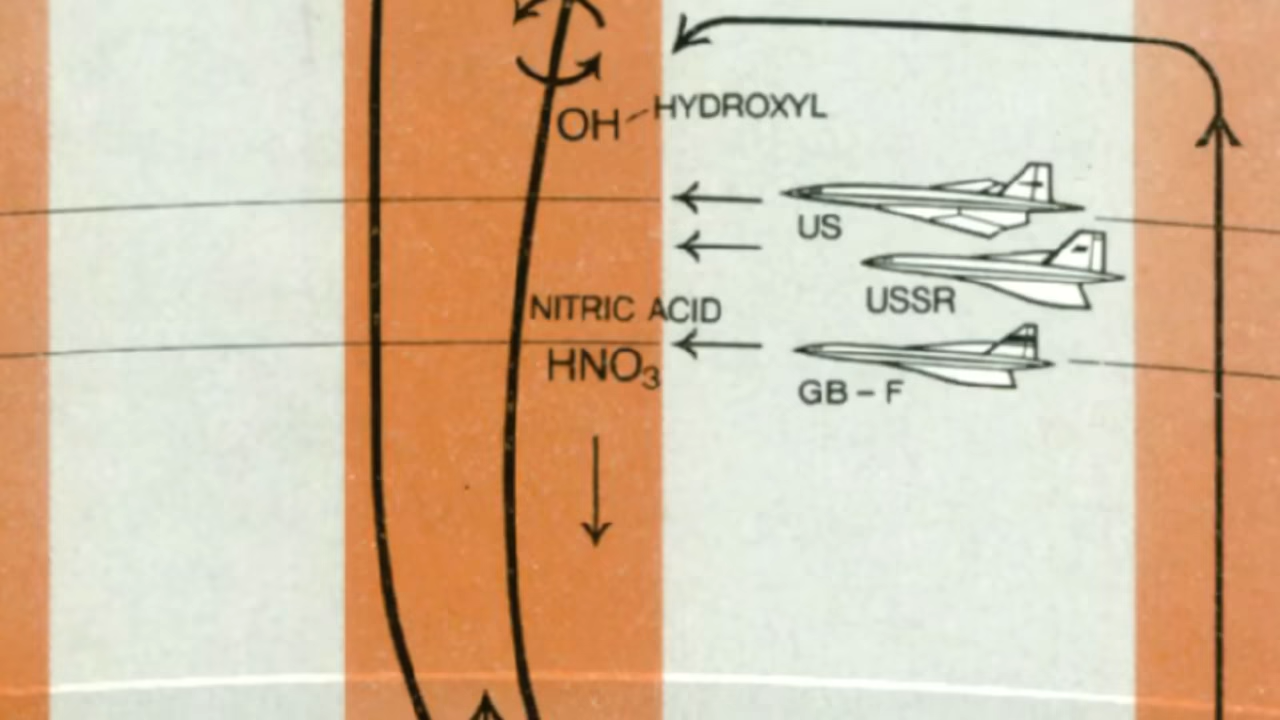 OH
HYDROXYL
US
USSR
NITRIC ACID
HNO₃
GB – F